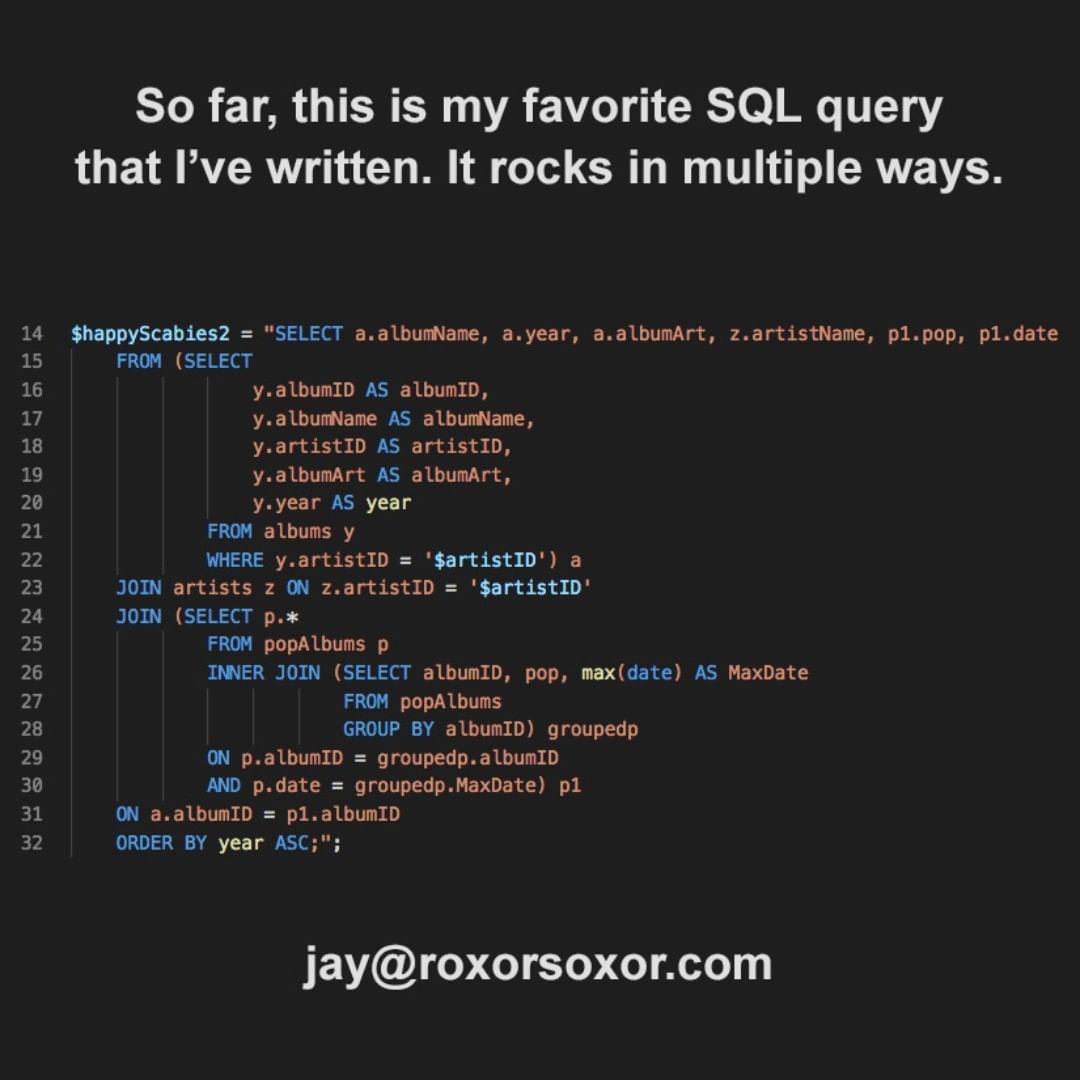 So far, this is my favorite SQL query
that I’ve written. It rocks in multiple ways.
14 $happyScabies2 = "SELECT a.albumName, a.year, a.albumArt, z.artistName, p1.pop, p1.date
15 FROM (SELECT
16 y.albumID AS albumID,
17 y.albumName AS albumName,
18 y.artistID AS artistID,
19 y.albumArt AS albumArt,
20 y.year AS year
21 FROM albums y
22 WHERE y.artistID = '$artistID') a
23 JOIN artists z ON z.artistID = '$artistID'
24 JOIN (SELECT p.*
25 FROM popAlbums p
26 INNER JOIN (SELECT albumID, pop, max(date) AS MaxDate
27 FROM popAlbums
28 GROUP BY albumID) groupedp
29 ON p.albumID = groupedp.albumID
30 AND p.date = groupedp.MaxDate) p1
31 ON a.albumID = p1.albumID
32 ORDER BY year ASC;";
jay@roxorsoxor.com